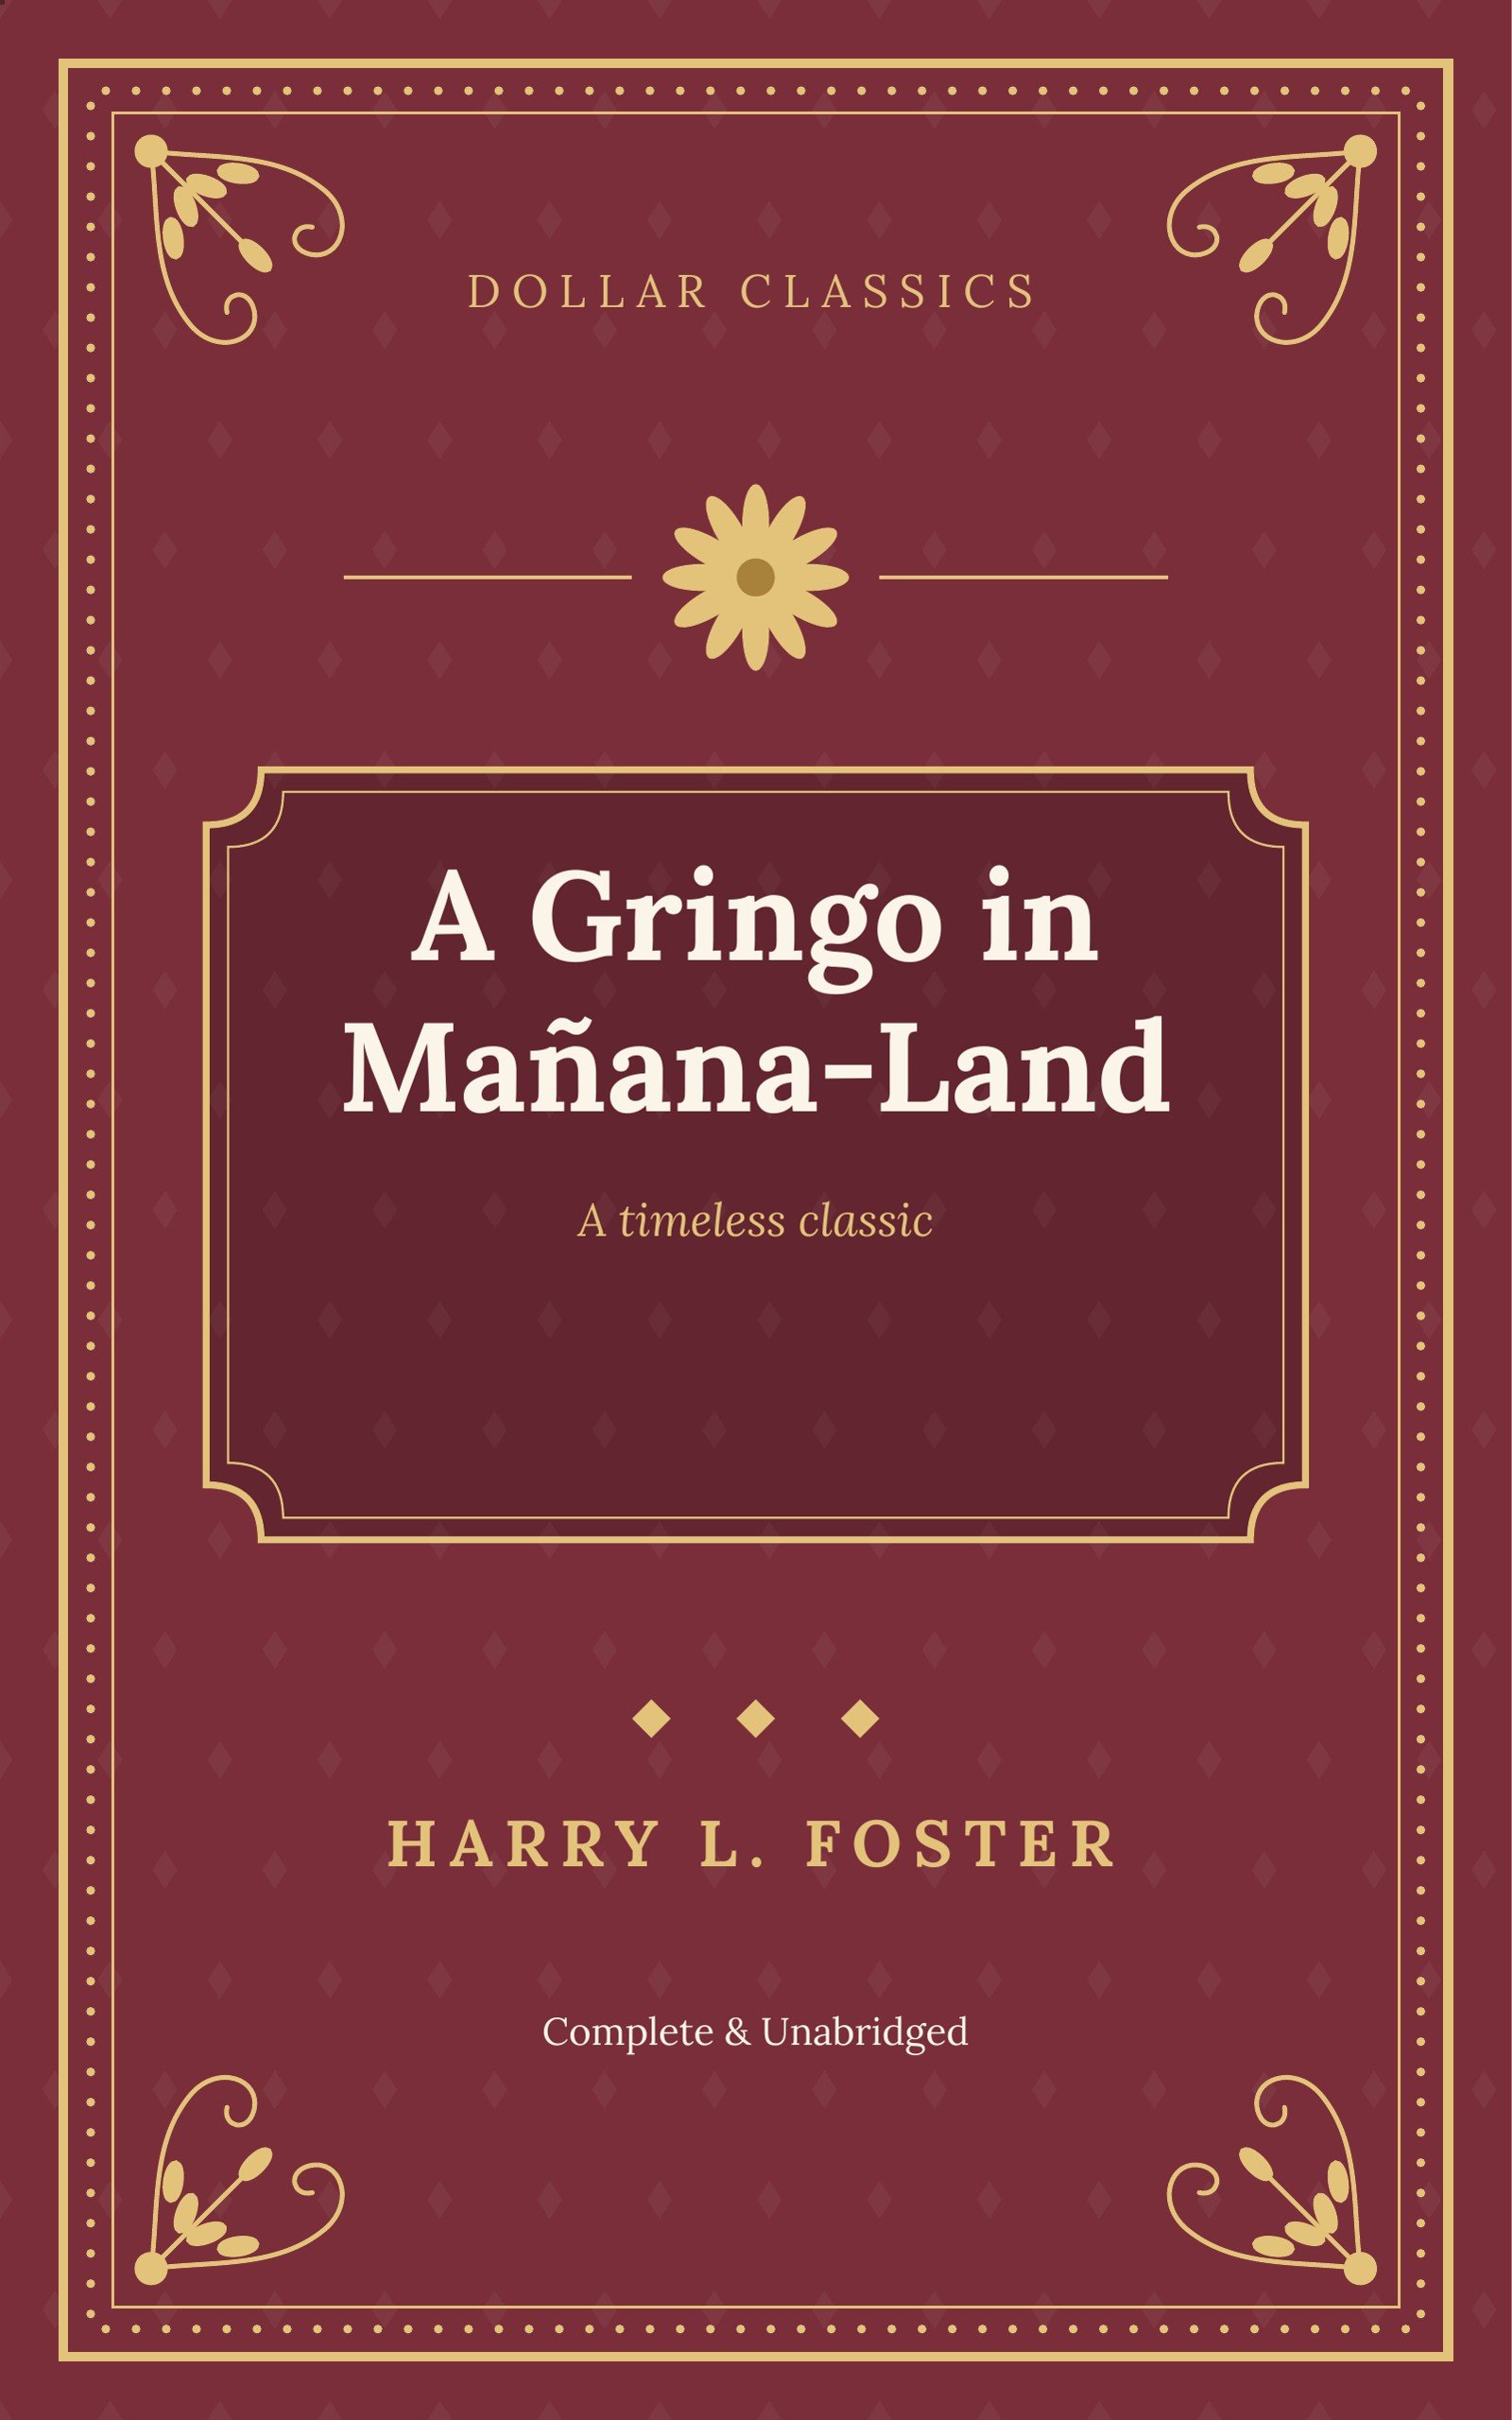 DOLLAR CLASSICS
A Gringo in
Mañana-Land
A timeless classic
HARRY L. FOSTER
Complete & Unabridged